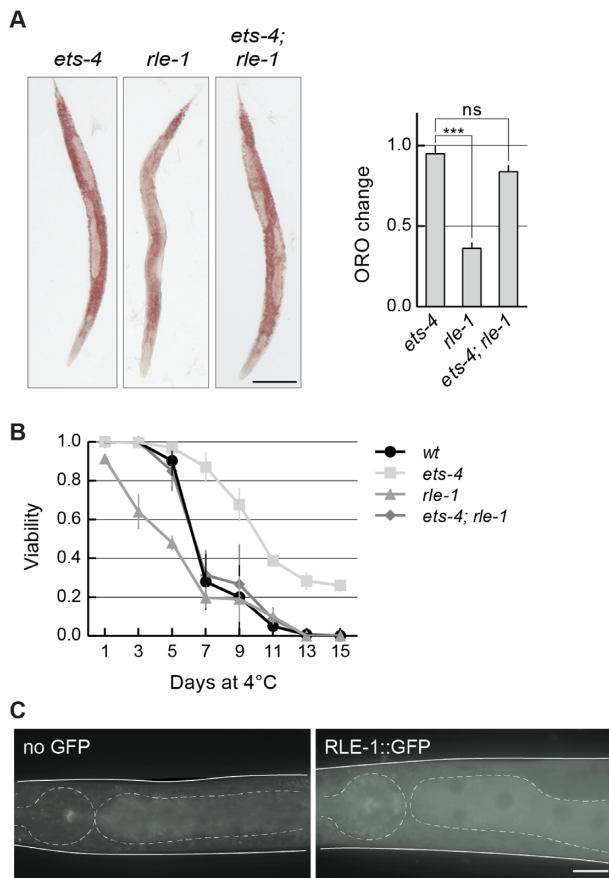 A
ets-4
rle-1
ets-4;
rle-1
ns
***
1.0
0.5
0.0
ORO change
ets-4
rle-1
ets-4; rle-1
B
1.0
0.8
0.6
0.4
0.2
0.0
Viability
1 3 5 7 9 11 13 15
Days at 4°C
wt
ets-4
rle-1
ets-4; rle-1
C
no GFP
RLE-1::GFP